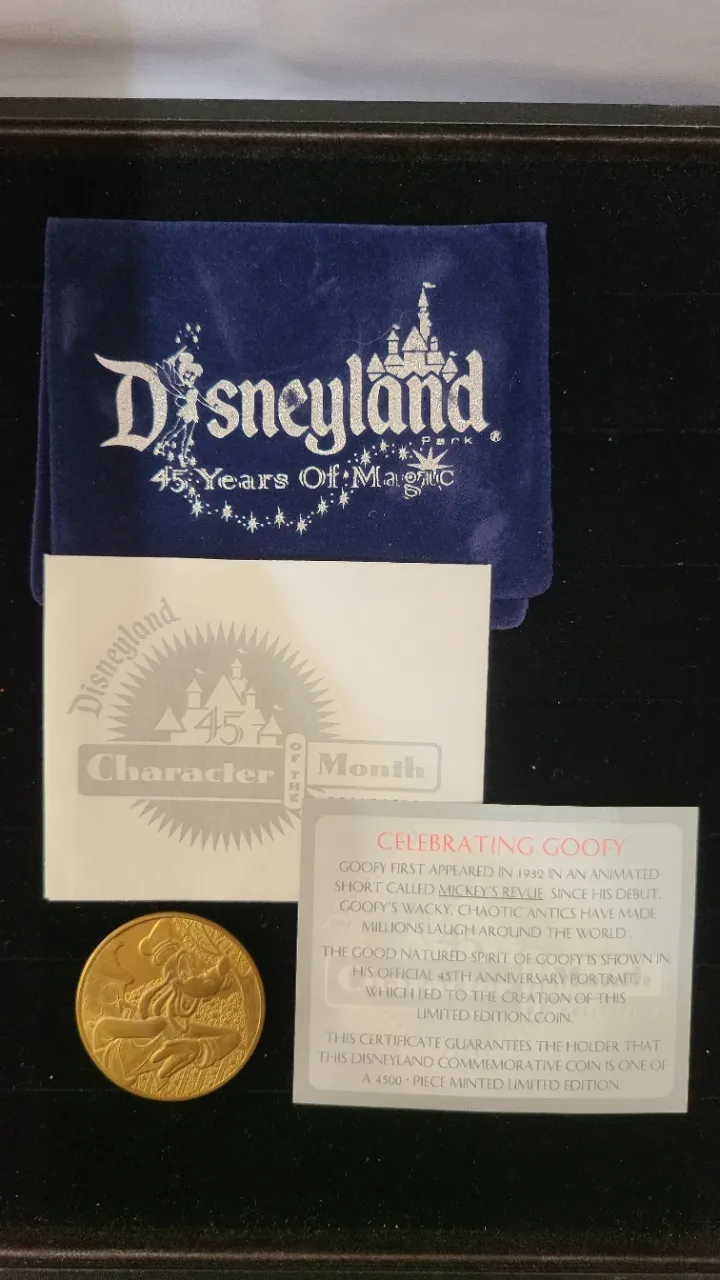 Disneyland
Park ®
45 Years Of Magic
Disneyland
45
Character OF THE Month
CELEBRATING GOOFY
GOOFY FIRST APPEARED IN 1932 IN AN ANIMATED
SHORT CALLED MICKEY'S REVUE. SINCE HIS DEBUT,
GOOFY'S WACKY, CHAOTIC ANTICS HAVE MADE
MILLIONS LAUGH AROUND THE WORLD.
THE GOOD NATURED SPIRIT OF GOOFY IS SHOWN IN
HIS OFFICIAL 45TH ANNIVERSARY PORTRAIT,
WHICH LED TO THE CREATION OF THIS
LIMITED EDITION COIN.
THIS CERTIFICATE GUARANTEES THE HOLDER THAT
THIS DISNEYLAND COMMEMORATIVE COIN IS ONE OF
A 4500 - PIECE MINTED LIMITED EDITION.